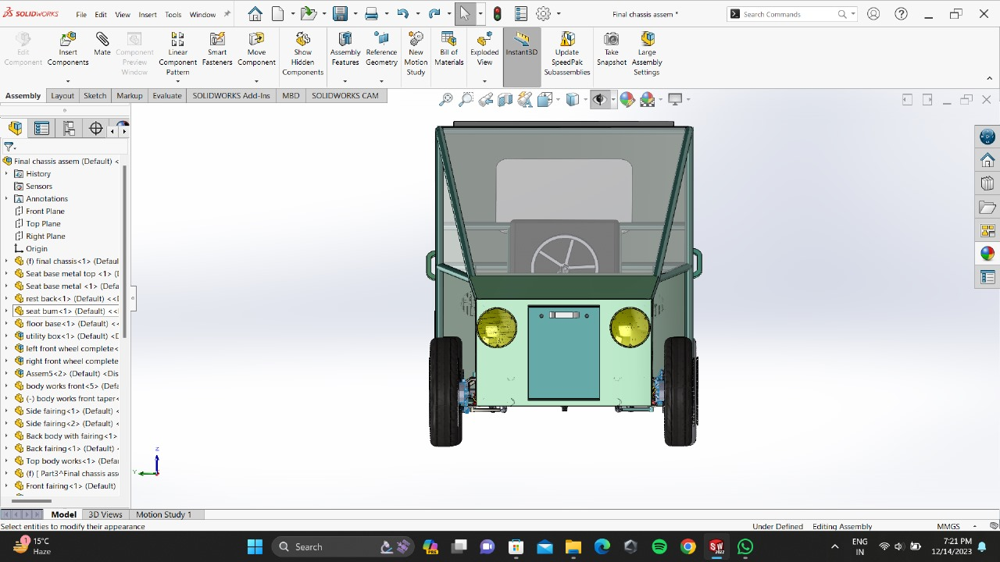 SOLIDWORKS File Edit View Insert Tools Window Final chassis assem * Search Commands
Edit Component
Insert Components
Mate
Component Preview Window
Linear Component Pattern
Smart Fasteners
Move Component
Show Hidden Components
Assembly Features
Reference Geometry
New Motion Study
Bill of Materials
Exploded View
Instant3D
Update SpeedPak Subassemblies
Take Snapshot
Large Assembly Settings
Assembly Layout Sketch Markup Evaluate SOLIDWORKS Add-Ins MBD SOLIDWORKS CAM
Final chassis assem (Default) <
History
Sensors
Annotations
Front Plane
Top Plane
Right Plane
Origin
(f) final chassis<1> (Defaul
Seat base metal top <1> (D
Seat base metal <1> (Defa
rest back<1> (Default) <<D
seat bum<1> (Default) <<
floor base<1> (Default) <<
utility box<1> (Default) <
left front wheel complete
right front wheel complete
Assem5<2> (Default) <Dis
body works front<5> (Defa
(-) body works front taper<
Side fairing<1> (Default) <
Side fairing<2> (Default) <
Back body with fairing<1>
Back fairing<1> (Default) <
Top body works<1> (Defau
(f) [ Part3^Final chassis ass
Front fairing<1> (Default)
Z
Y
Model 3D Views Motion Study 1
Select entities to modify their appearance Under Defined Editing Assembly MMGS
1
15°C
Haze
Search
PRE
SW
2022
ENG
IN
7:21 PM
12/14/2023